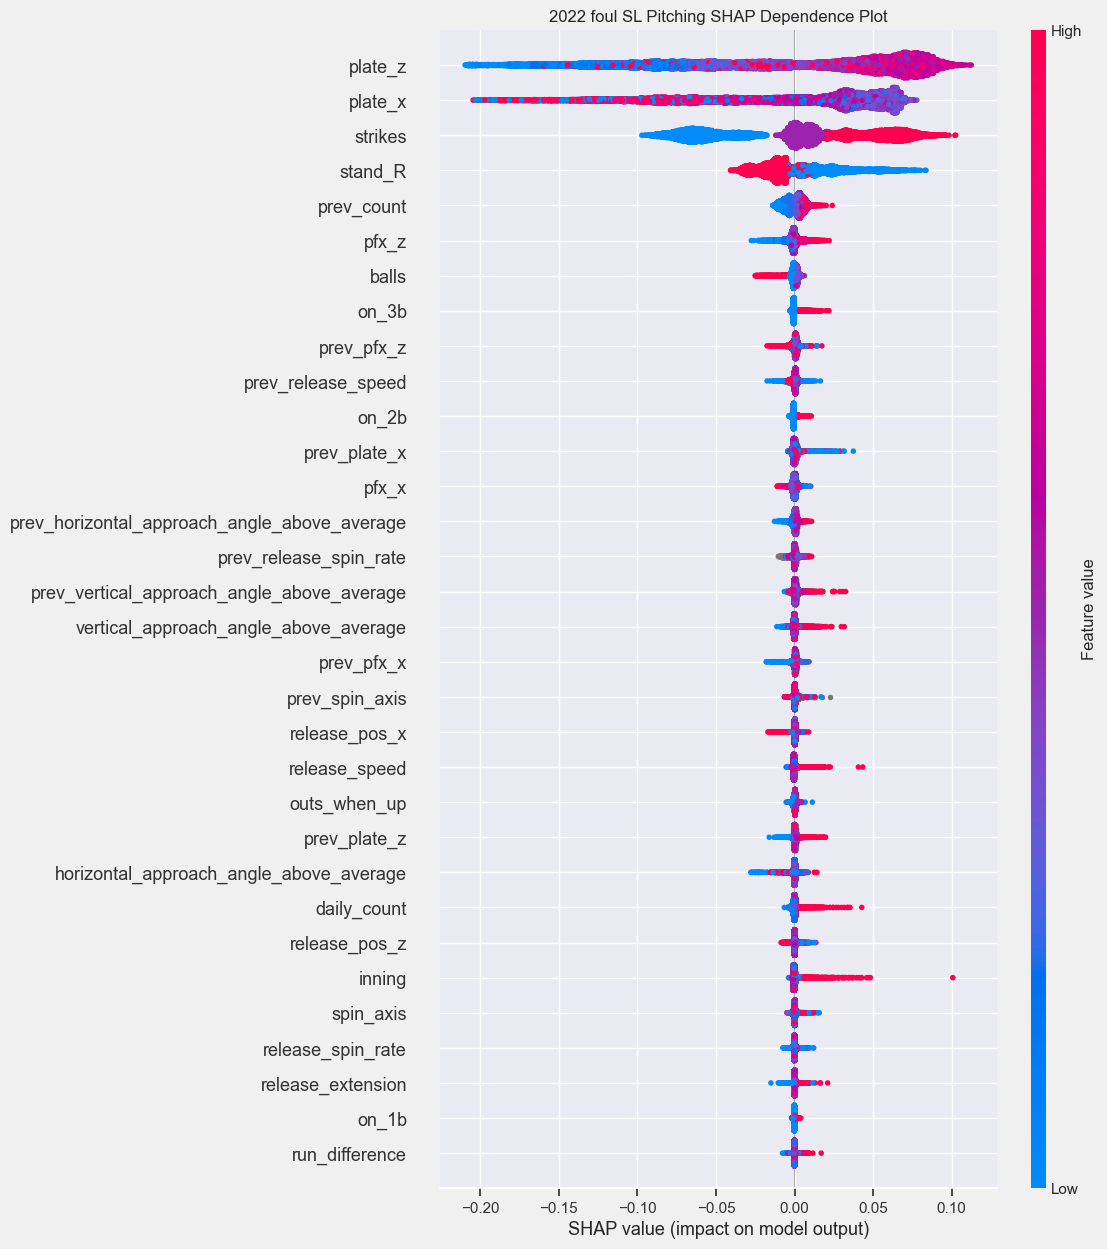 2022 foul SL Pitching SHAP Dependence Plot
High
plate_z
plate_x
strikes
stand_R
prev_count
pfx_z
balls
on_3b
prev_pfx_z
prev_release_speed
on_2b
prev_plate_x
pfx_x
prev_horizontal_approach_angle_above_average
prev_release_spin_rate
prev_vertical_approach_angle_above_average
vertical_approach_angle_above_average
prev_pfx_x
prev_spin_axis
release_pos_x
release_speed
outs_when_up
prev_plate_z
horizontal_approach_angle_above_average
daily_count
release_pos_z
inning
spin_axis
release_spin_rate
release_extension
on_1b
run_difference
Feature value
Low
−0.20 −0.15 −0.10 −0.05 0.00 0.05 0.10
SHAP value (impact on model output)